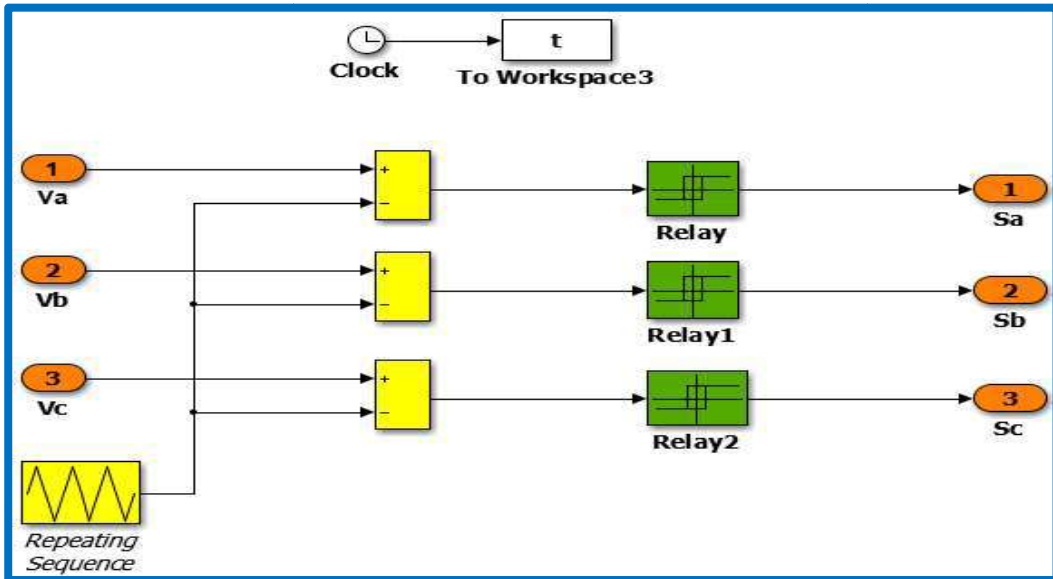 t
Clock
To Workspace3
1
Va
+
−
Relay
1
Sa
2
Vb
+
−
Relay1
2
Sb
3
Vc
+
−
Relay2
3
Sc
Repeating
Sequence